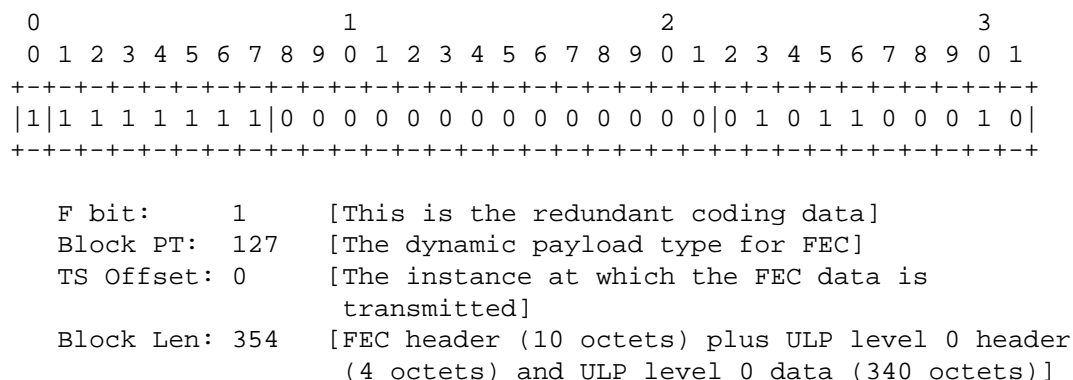 0                   1                   2                   3
 0 1 2 3 4 5 6 7 8 9 0 1 2 3 4 5 6 7 8 9 0 1 2 3 4 5 6 7 8 9 0 1
+-+-+-+-+-+-+-+-+-+-+-+-+-+-+-+-+-+-+-+-+-+-+-+-+-+-+-+-+-+-+-+-+
|1|1 1 1 1 1 1 1|0 0 0 0 0 0 0 0 0 0 0 0 0 0|0 1 0 1 1 0 0 0 1 0|
+-+-+-+-+-+-+-+-+-+-+-+-+-+-+-+-+-+-+-+-+-+-+-+-+-+-+-+-+-+-+-+-+

   F bit:     1     [This is the redundant coding data]
   Block PT:  127   [The dynamic payload type for FEC]
   TS Offset: 0     [The instance at which the FEC data is
                     transmitted]
   Block Len: 354   [FEC header (10 octets) plus ULP level 0 header
                     (4 octets) and ULP level 0 data (340 octets)]